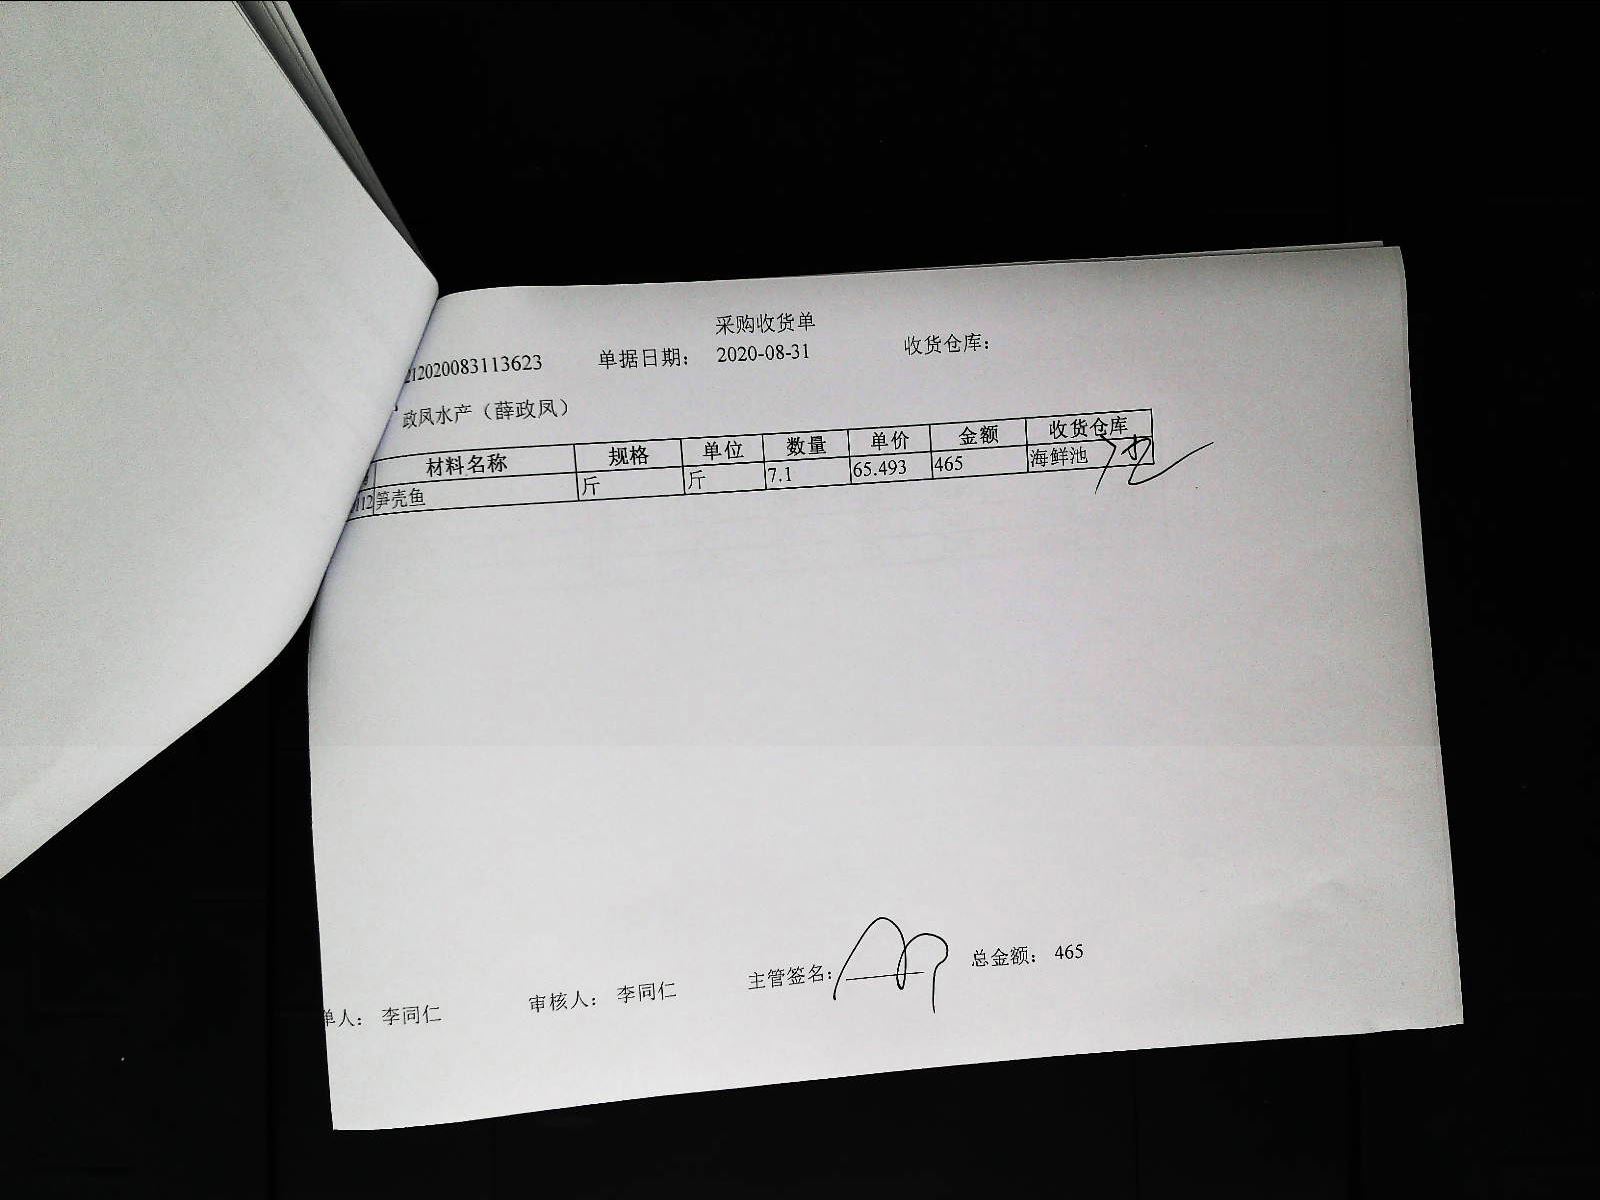 采购收货单
212020083113623 单据日期: 2020-08-31 收货仓库:
政凤水产（薛政凤）
材料名称 规格 单位 数量 单价 金额 收货仓库
112 笋壳鱼 斤 斤 7.1 65.493 465 海鲜池
单人: 李同仁 审核人: 李同仁 主管签名: 总金额: 465